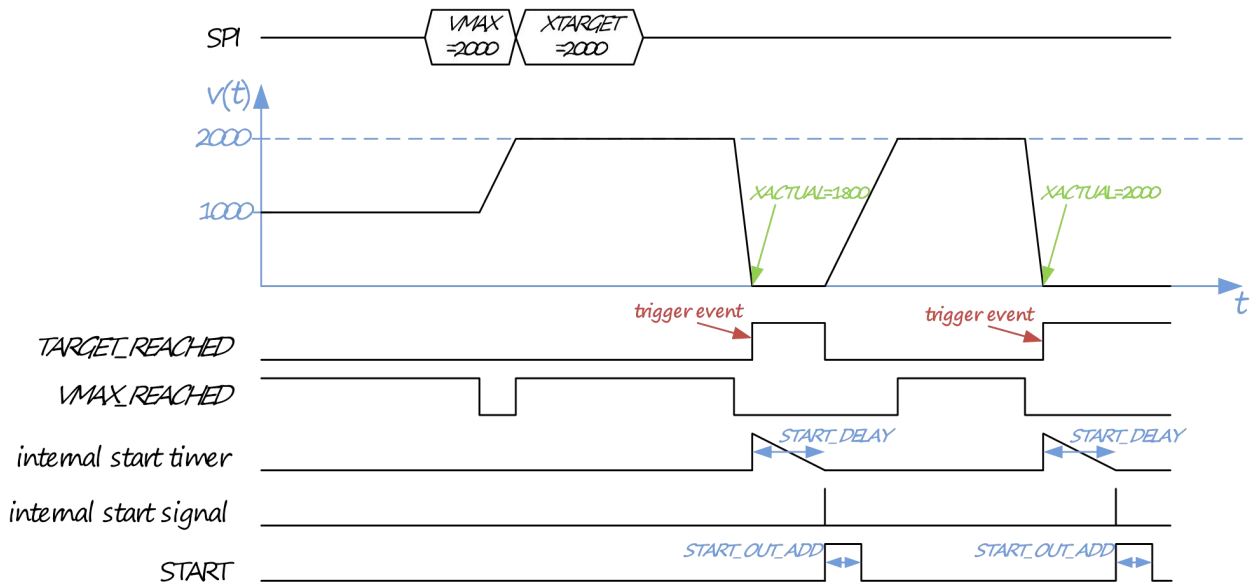 SPI
VMAX
=2000
XTARGET
=2000
v(t)
2000
1000
XACTUAL=1800
XACTUAL=2000
t
trigger event
trigger event
TARGET_REACHED
VMAX_REACHED
START_DELAY
START_DELAY
internal start timer
internal start signal
START_OUT_ADD
START_OUT_ADD
START